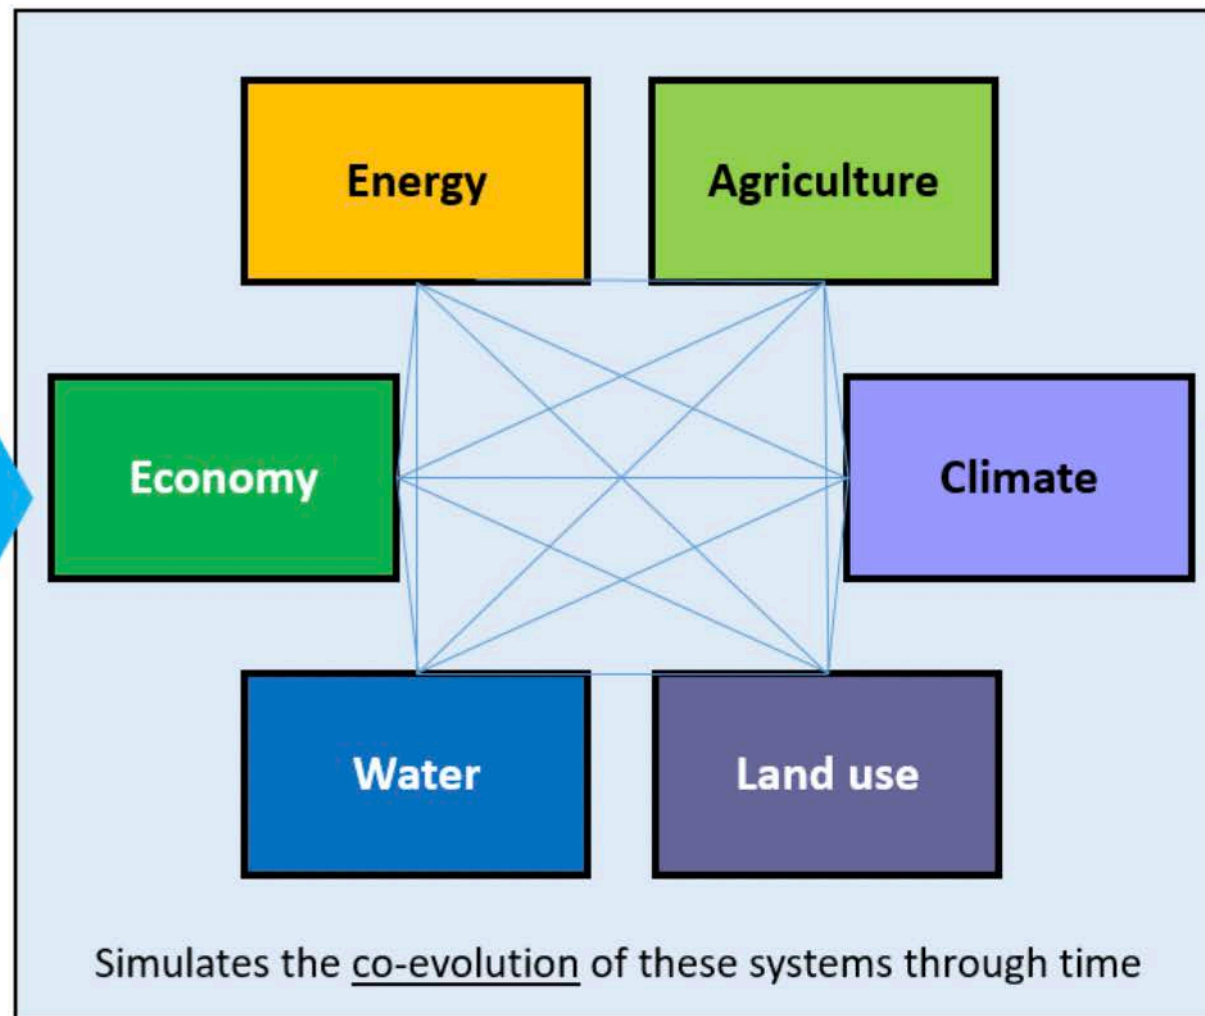 Energy
Agriculture
Economy
Climate
Water
Land use
Simulates the co-evolution of these systems through time